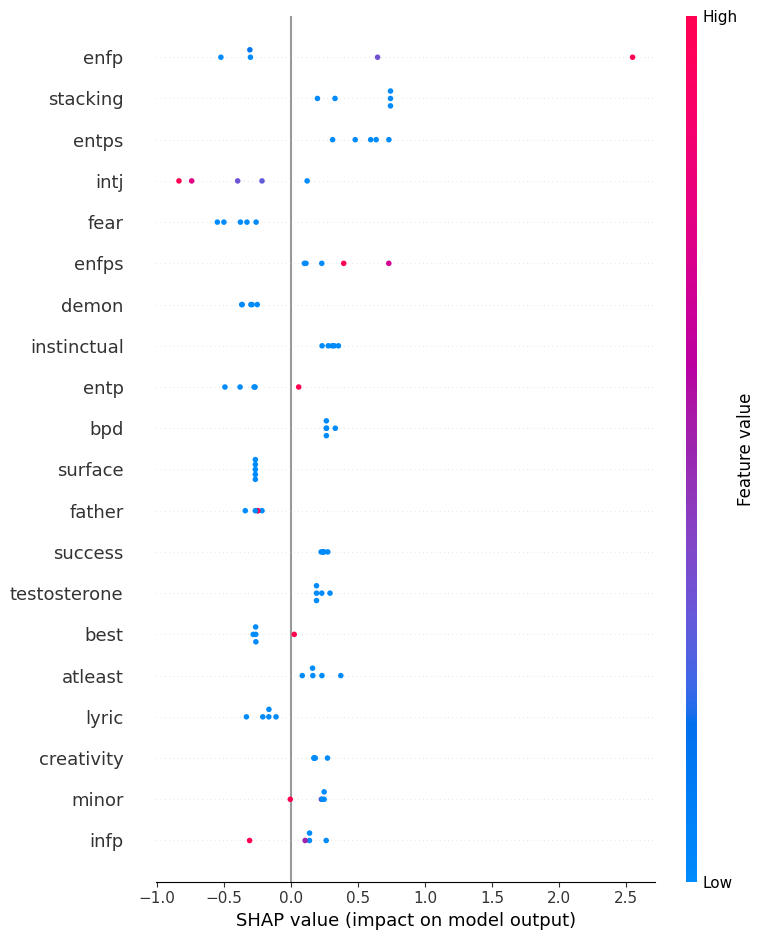 High
enfp
stacking
entps
intj
fear
enfps
demon
instinctual
entp
bpd
surface
father
success
testosterone
best
atleast
lyric
creativity
minor
infp
Feature value
Low
−1.0 −0.5 0.0 0.5 1.0 1.5 2.0 2.5
SHAP value (impact on model output)